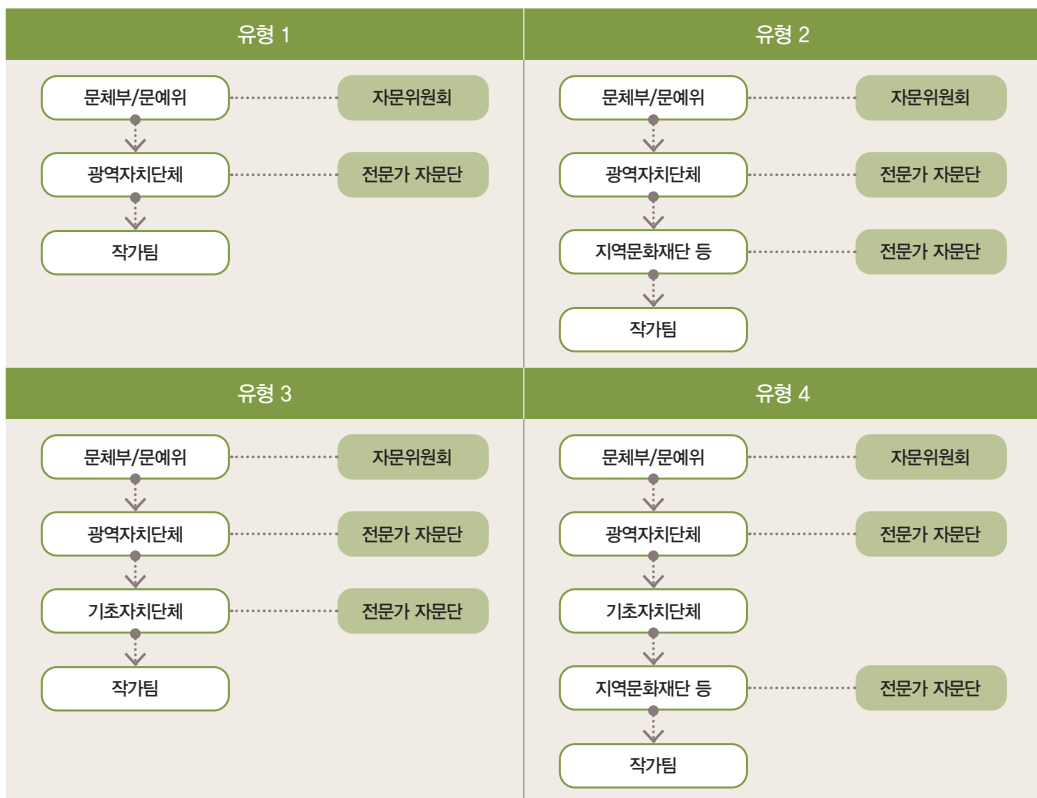 유형 1
문체부/문예위
자문위원회
광역자치단체
전문가 자문단
작가팀
유형 2
문체부/문예위
자문위원회
광역자치단체
전문가 자문단
지역문화재단 등
전문가 자문단
작가팀
유형 3
문체부/문예위
자문위원회
광역자치단체
전문가 자문단
기초자치단체
전문가 자문단
작가팀
유형 4
문체부/문예위
자문위원회
광역자치단체
전문가 자문단
기초자치단체
지역문화재단 등
전문가 자문단
작가팀